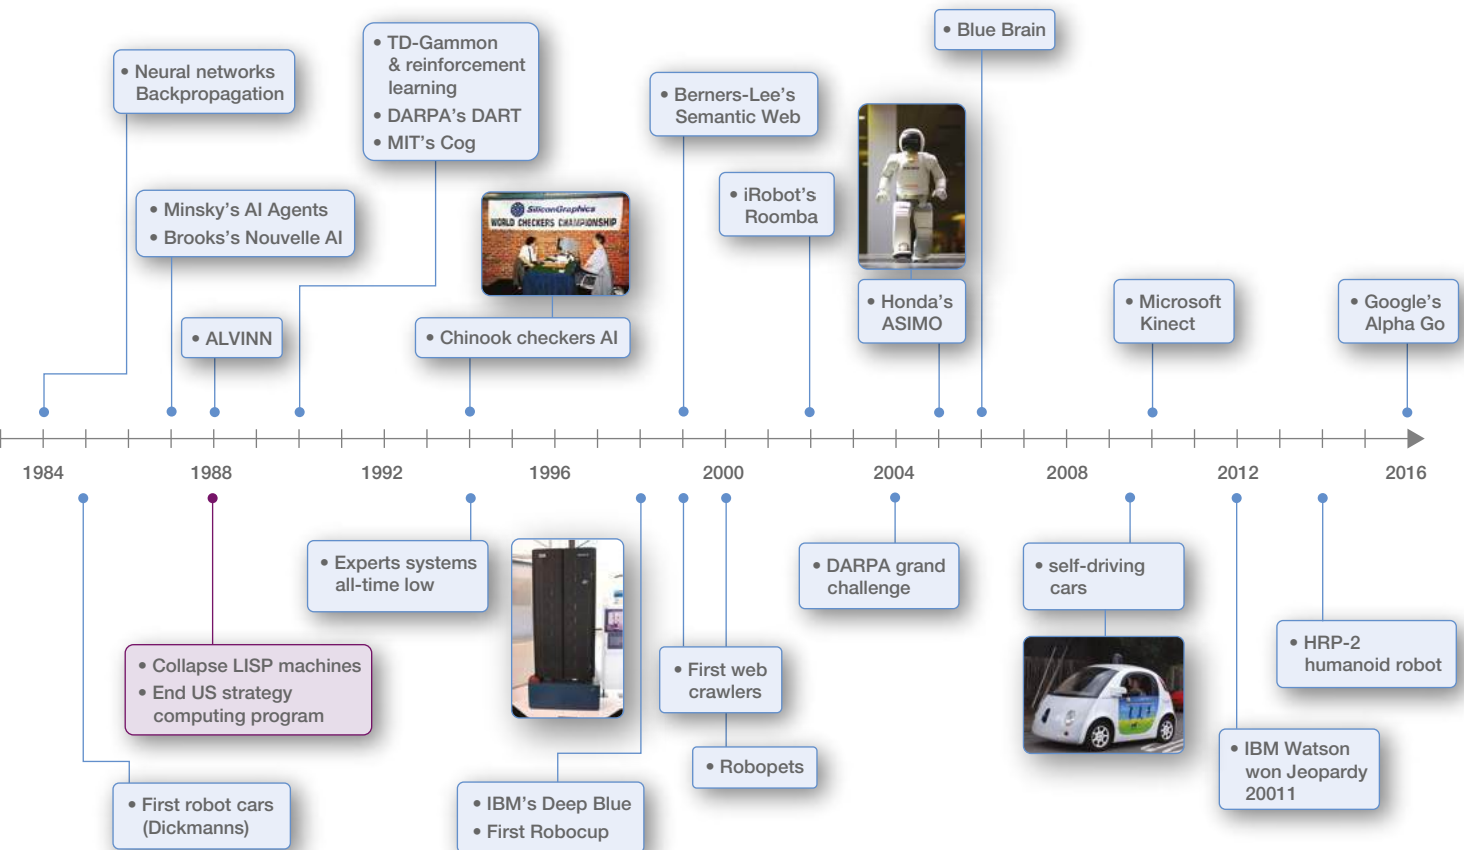 • Blue Brain
• TD-Gammon
& reinforcement
learning
• DARPA's DART
• MIT's Cog
• Neural networks
Backpropagation
• Berners-Lee's
Semantic Web
• Minsky's AI Agents
• Brooks's Nouvelle AI
• iRobot's
Roomba
SiliconGraphics
WORLD CHECKERS CHAMPIONSHIP
• ALVINN
• Chinook checkers AI
• Honda's
ASIMO
• Microsoft
Kinect
• Google's
Alpha Go
1984 1988 1992 1996 2000 2004 2008 2012 2016
• Experts systems
all-time low
• DARPA grand
challenge
• self-driving
cars
• Collapse LISP machines
• End US strategy
computing program
• First web
crawlers
• HRP-2
humanoid robot
• Robopets
• IBM Watson
won Jeopardy
20011
• First robot cars
(Dickmanns)
• IBM's Deep Blue
• First Robocup